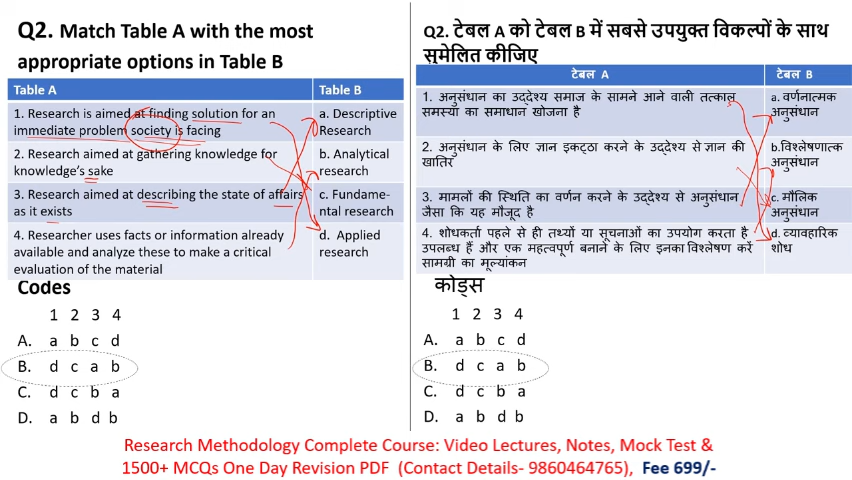 Q2. Match Table A with the most
appropriate options in Table B
Table A
Table B
1. Research is aimed at finding solution for an
immediate problem society is facing
a. Descriptive
Research
2. Research aimed at gathering knowledge for
knowledge's sake
b. Analytical
research
3. Research aimed at describing the state of affairs
as it exists
c. Fundame-
ntal research
4. Researcher uses facts or information already
available and analyze these to make a critical
evaluation of the material
d. Applied
research
Codes
1 2 3 4
A. a b c d
B. d c a b
C. d c b a
D. a b d b
Q2. टेबल A को टेबल B में सबसे उपयुक्त विकल्पों के साथ
सुमेलित कीजिए
टेबल A
टेबल B
1. अनुसंधान का उद्देश्य समाज के सामने आने वाली तत्काल
समस्या का समाधान खोजना है
a. वर्णनात्मक
अनुसंधान
2. अनुसंधान के लिए ज्ञान इकट्ठा करने के उद्देश्य से ज्ञान की
खातिर
b.विश्लेषणात्क
अनुसंधान
3. मामलों की स्थिति का वर्णन करने के उद्देश्य से अनुसंधान
जैसा कि यह मौजूद है
c. मौलिक
अनुसंधान
4. शोधकर्ता पहले से ही तथ्यों या सूचनाओं का उपयोग करता है
उपलब्ध हैं और एक महत्वपूर्ण बनाने के लिए इनका विश्लेषण करें
सामग्री का मूल्यांकन
d. व्यावहारिक
शोध
कोड्स
1 2 3 4
A. a b c d
B. d c a b
C. d c b a
D. a b d b
Research Methodology Complete Course: Video Lectures, Notes, Mock Test &
1500+ MCQs One Day Revision PDF (Contact Details- 9860464765), Fee 699/-